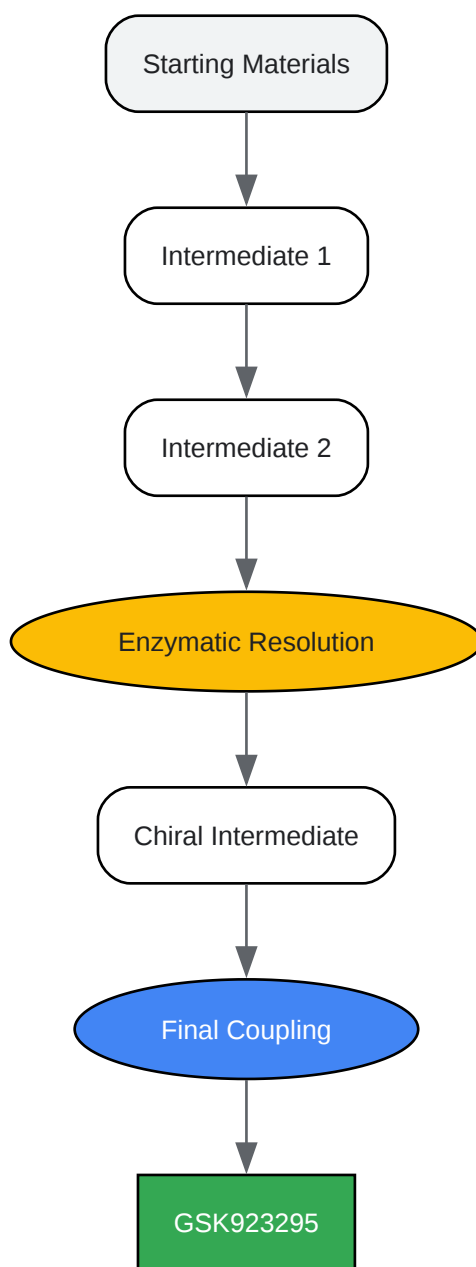 Starting Materials
Intermediate 1
Intermediate 2
Enzymatic Resolution
Chiral Intermediate
Final Coupling
GSK923295